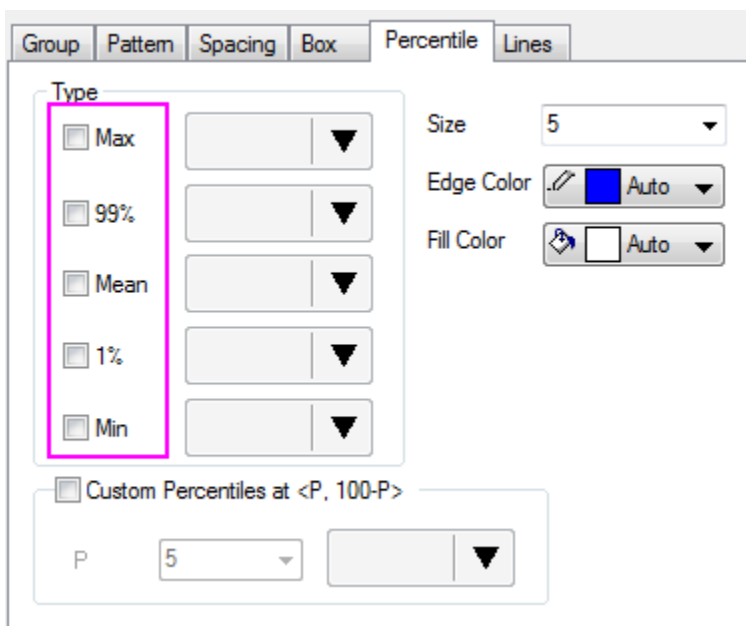 Group Pattern Spacing Box Percentile Lines
Type
Max
99%
Mean
1%
Min
Size 5
Edge Color Auto
Fill Color Auto
Custom Percentiles at <P, 100-P>
P 5